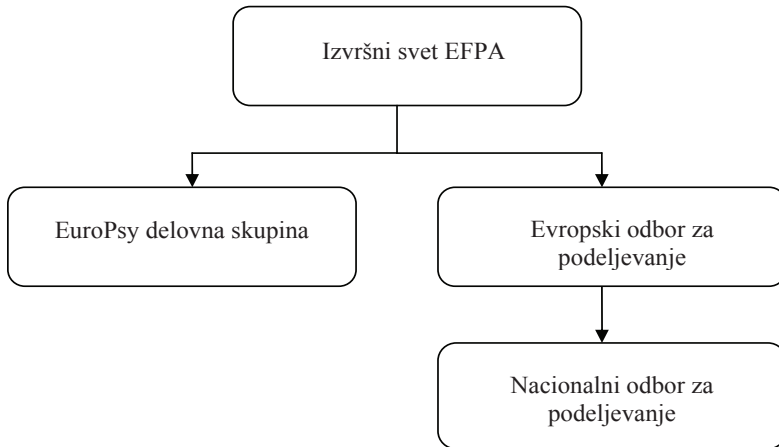 Izvršni svet EFPA
EuroPsy delovna skupina
Evropski odbor za
podeljevanje
Nacionalni odbor za
podeljevanje